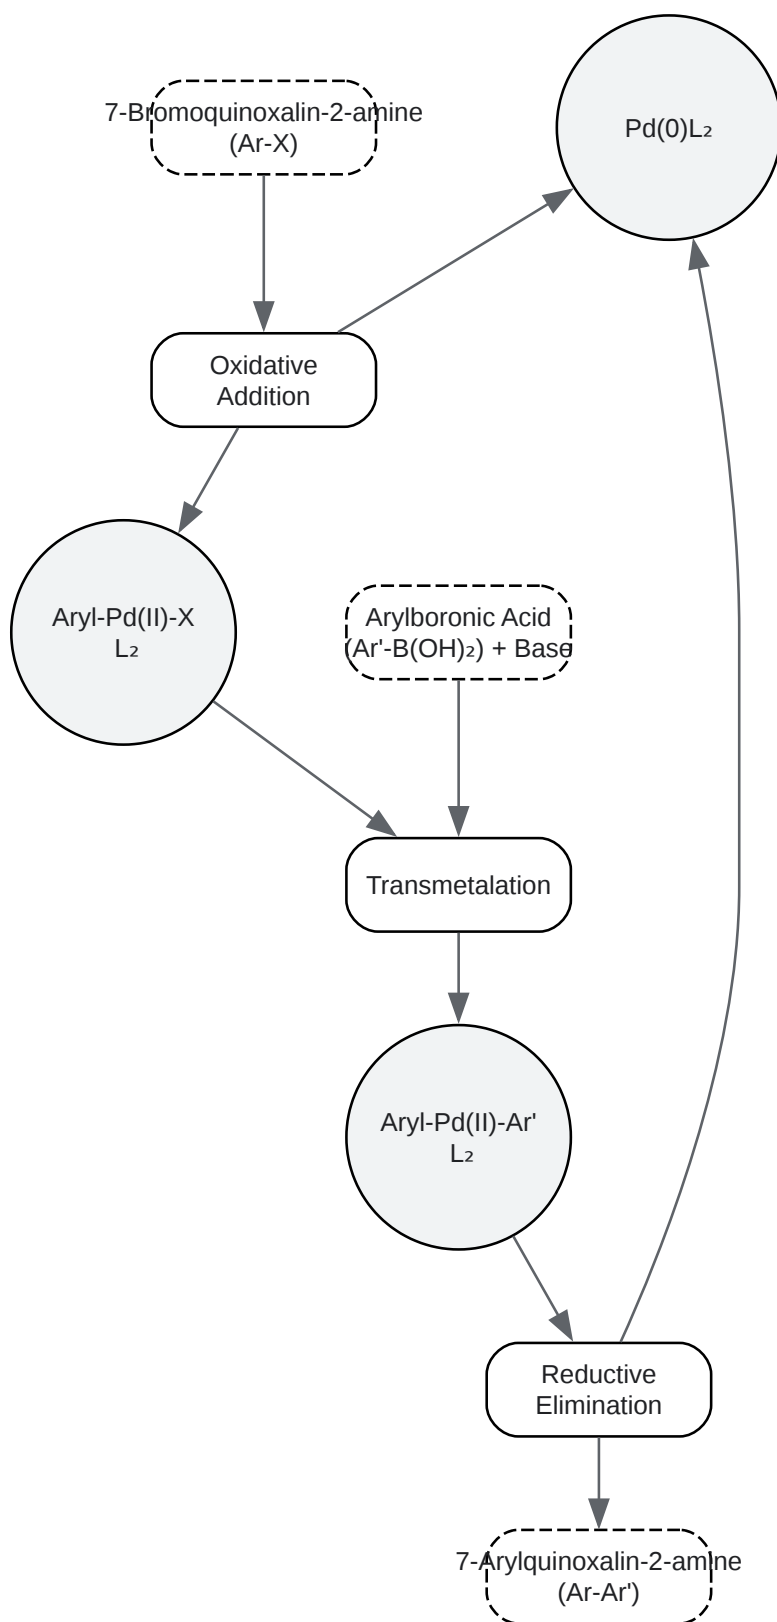 7-Bromoquinoxalin-2-amine
(Ar-X)
Pd(0)L₂
Oxidative
Addition
Aryl-Pd(II)-X
L₂
Arylboronic Acid
(Ar'-B(OH)₂) + Base
Transmetalation
Aryl-Pd(II)-Ar'
L₂
Reductive
Elimination
7-Arylquinoxalin-2-amine
(Ar-Ar')